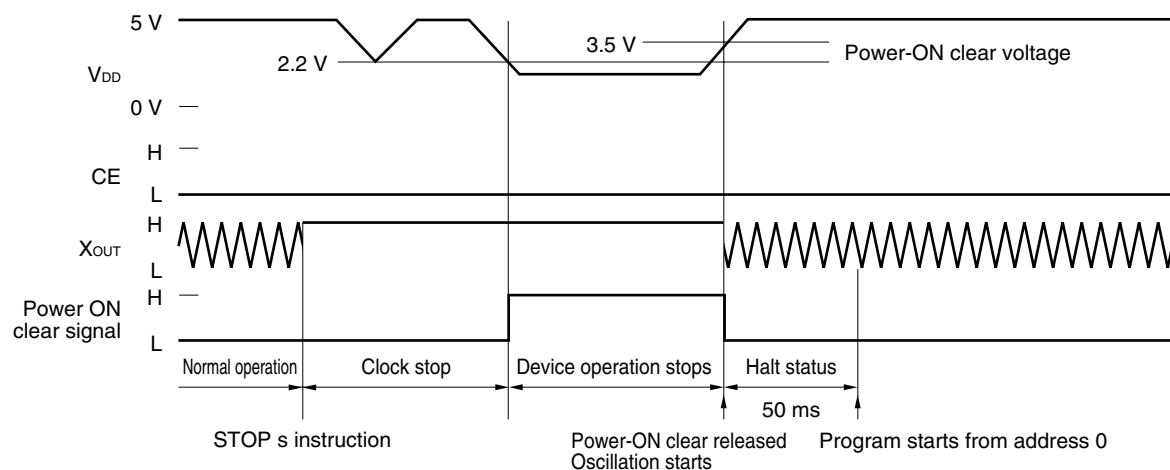 5 V
3.5 V
Power-ON clear voltage
2.2 V
VDD
0 V
H
CE
L
H
XOUT
L
Power ON
clear signal
H
L
Normal operation
Clock stop
Device operation stops
Halt status
50 ms
STOP s instruction
Power-ON clear released
Oscillation starts
Program starts from address 0